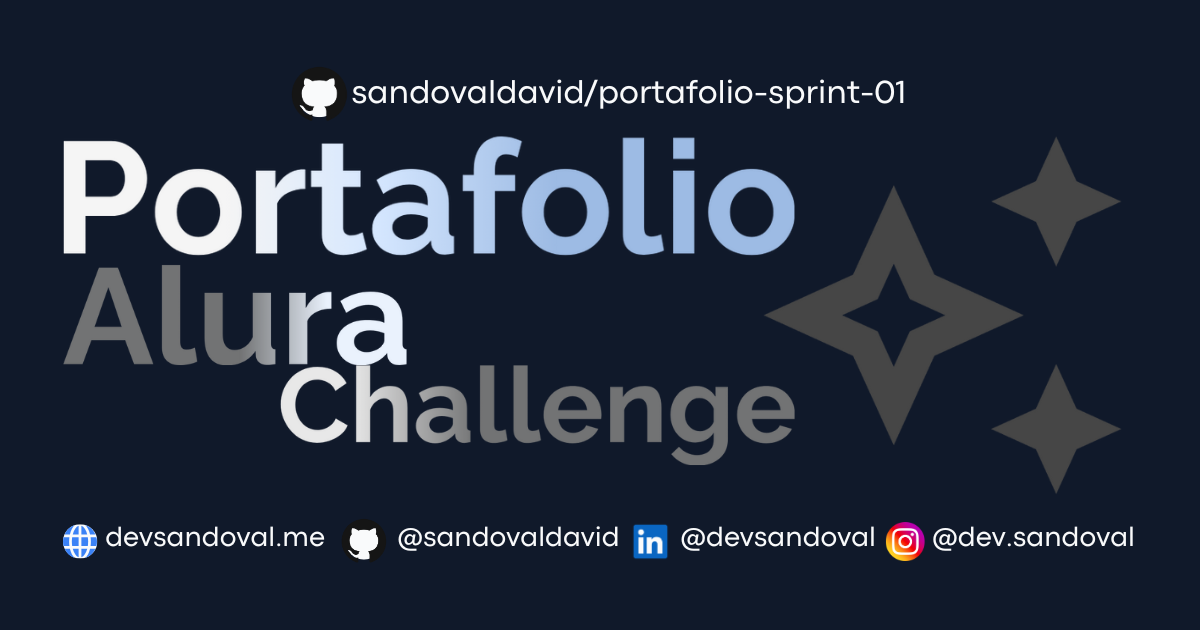 sandovaldavid/portafolio-sprint-01
Portafolio
Alura
Challenge
devsandoval.me @sandovaldavid @devsandoval @dev.sandoval